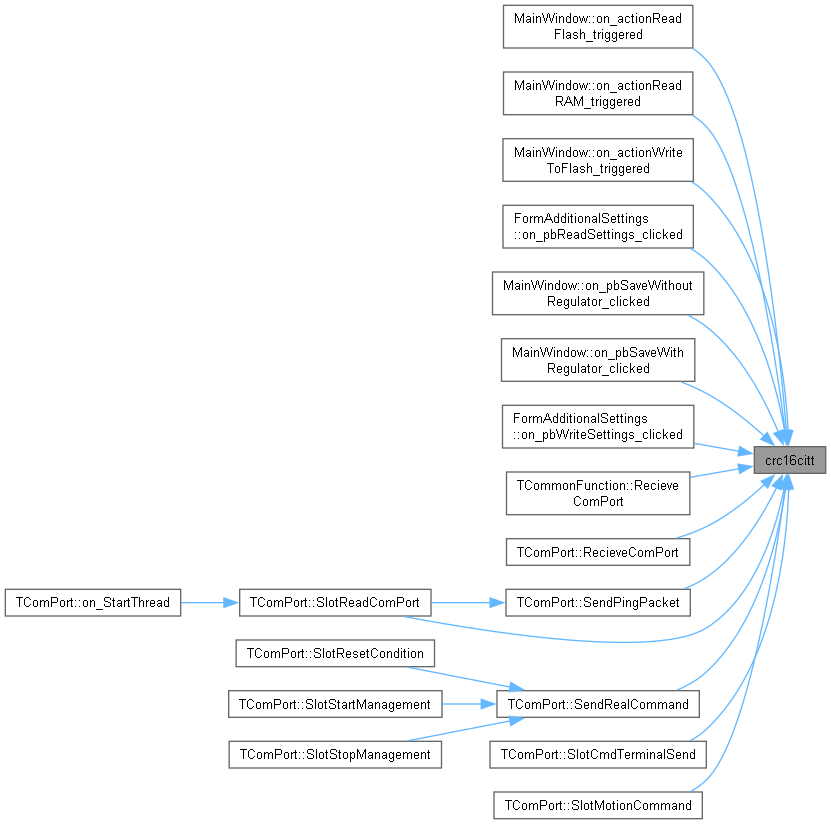 MainWindow::on_actionRead
Flash_triggered
MainWindow::on_actionRead
RAM_triggered
MainWindow::on_actionWrite
ToFlash_triggered
FormAdditionalSettings
::on_pbReadSettings_clicked
MainWindow::on_pbSaveWithout
Regulator_clicked
MainWindow::on_pbSaveWith
Regulator_clicked
FormAdditionalSettings
::on_pbWriteSettings_clicked
crc16citt
TCommonFunction::Recieve
ComPort
TComPort::RecieveComPort
TComPort::on_StartThread
TComPort::SlotReadComPort
TComPort::SendPingPacket
TComPort::SlotResetCondition
TComPort::SlotStartManagement
TComPort::SendRealCommand
TComPort::SlotStopManagement
TComPort::SlotCmdTerminalSend
TComPort::SlotMotionCommand